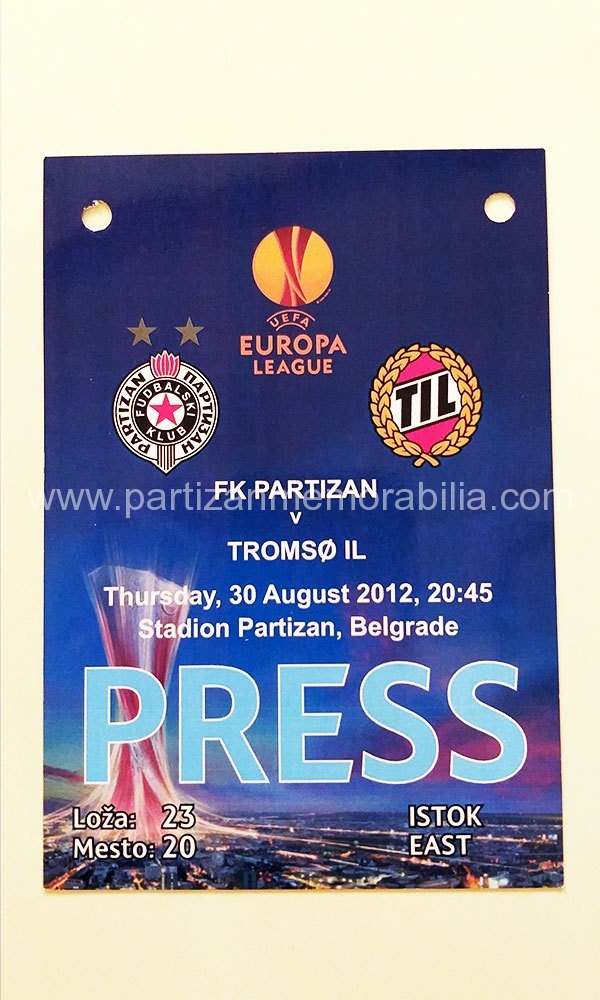 UEFA
EUROPA
LEAGUE
PARTIZAN ПАРТИЗАН
FUDBALSKI
KLUB
TIL
FK PARTIZAN
www.partizanmemorabilia.com
v
TROMSØ IL
Thursday, 30 August 2012, 20:45
Stadion Partizan, Belgrade
PRESS
Loža: 23
ISTOK
Mesto: 20
EAST